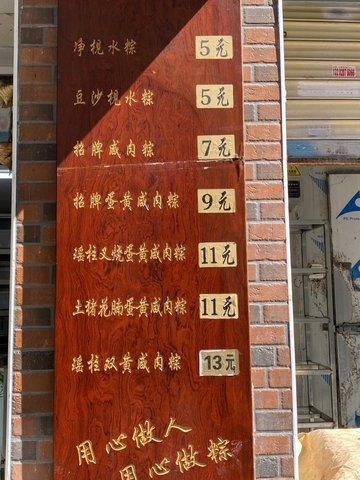 净枧水粽 5元
豆沙枧水粽 5元
招牌咸肉粽 7元
招牌蛋黄咸肉粽 9元
瑶柱叉烧蛋黄咸肉粽 11元
土猪花腩蛋黄咸肉粽 11元
瑶柱双黄咸肉粽 13元
用心做人
用心做粽